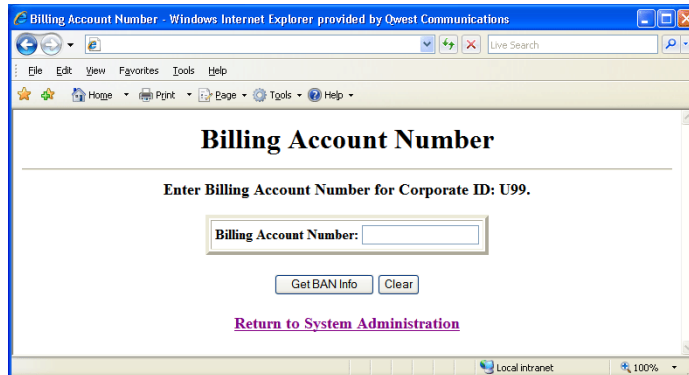 Billing Account Number - Windows Internet Explorer provided by Qwest Communications
Live Search
File Edit View Favorites Tools Help
Home Print Page Tools Help
Billing Account Number
Enter Billing Account Number for Corporate ID: U99.
Billing Account Number:
Get BAN Info Clear
Return to System Administration
Local intranet 100%